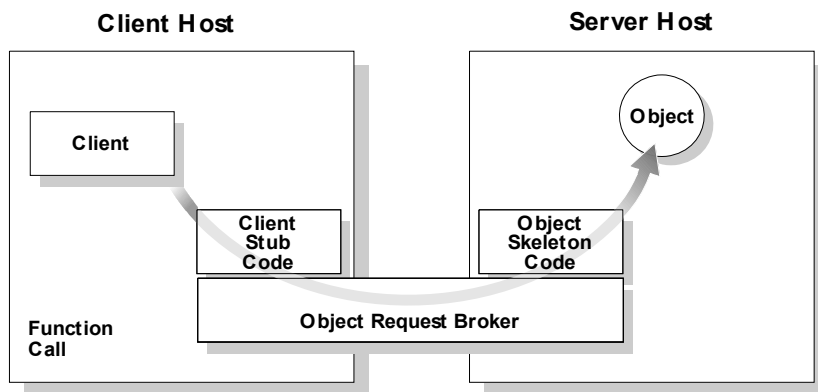 Client Host
Server Host
Client
Object
Client
Stub
Code
Object
Skeleton
Code
Object Request Broker
Function
Call